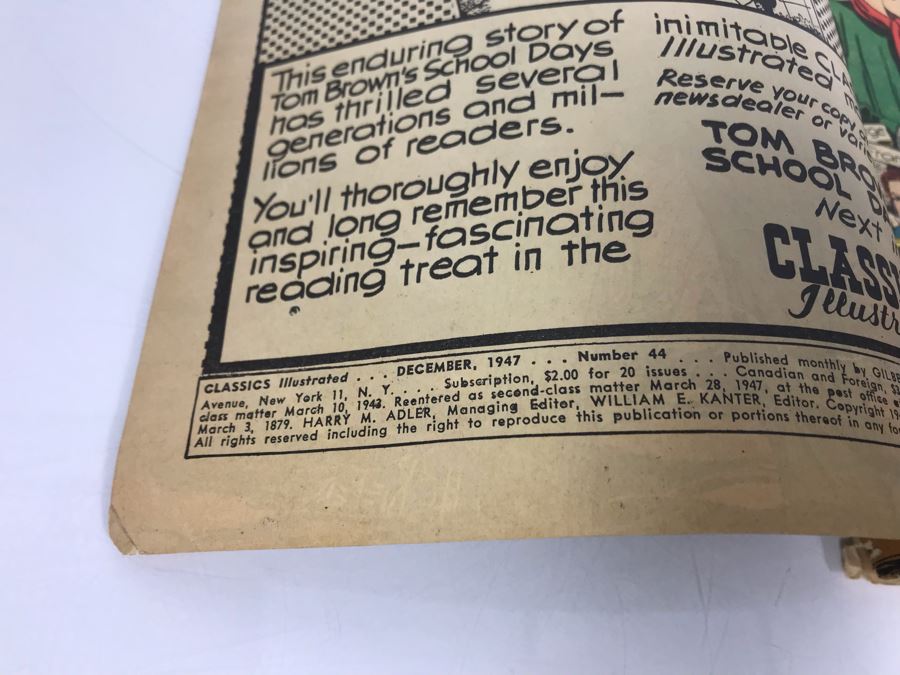 This enduring story of
Tom Brown's School Days
has thrilled several
generations and mil-
lions of readers.
You'll thoroughly enjoy
and long remember this
inspiring—fascinating
reading treat in the
inimitable
Illustrated
Reserve your copy
newsdealer or
TOM
SCHOOL
Next
CLASSICS Illustrated . . . DECEMBER, 1947 . . . Number 44 . . . Published monthly by
Avenue, New York 11, N. Y. . . . Subscription, $2.00 for 20 issues . . . Canadian and Foreign,
class matter March 10, 1943. Reentered as second-class matter March 28, 1947, at the post office
March 3, 1879. HARRY M. ADLER, Managing Editor, WILLIAM E. KANTER, Editor. Copyright
All rights reserved including the right to reproduce this publication or portions thereof in any